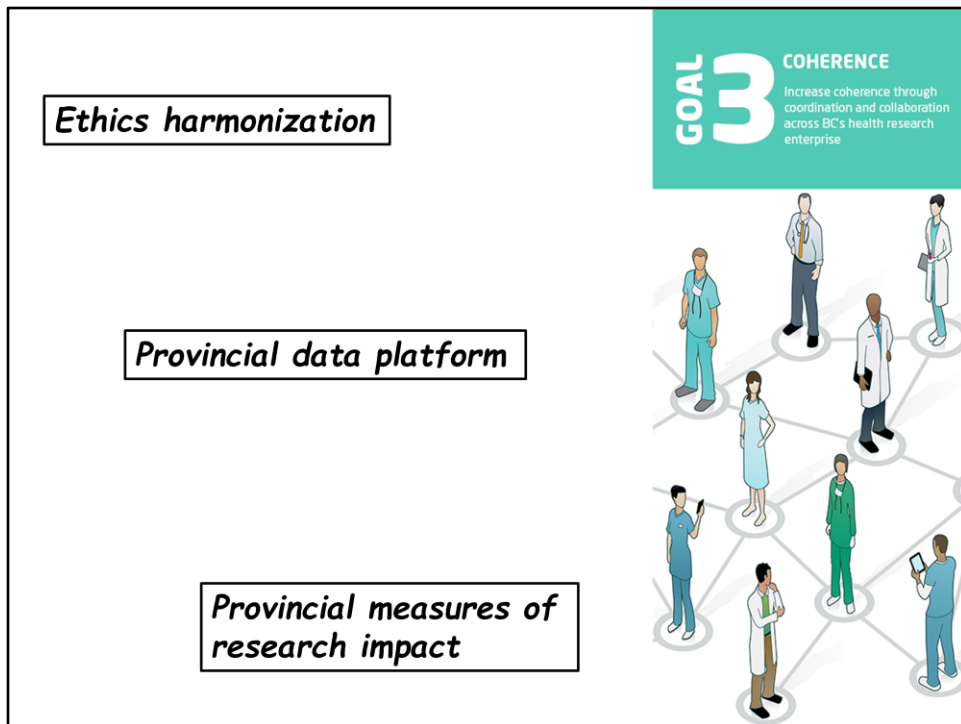 Ethics harmonization
Provincial data platform
Provincial measures of
research impact
GOAL
3
COHERENCE
Increase coherence through
coordination and collaboration
across BC's health research
enterprise